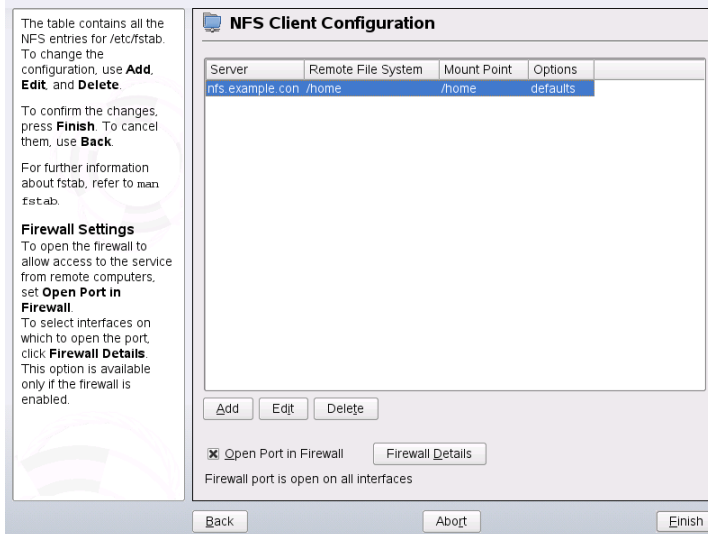 The table contains all the
NFS entries for /etc/fstab.
To change the
configuration, use Add,
Edit, and Delete.
To confirm the changes,
press Finish. To cancel
them, use Back.
For further information
about fstab, refer to man
fstab.
Firewall Settings
To open the firewall to
allow access to the service
from remote computers,
set Open Port in
Firewall.
To select interfaces on
which to open the port,
click Firewall Details.
This option is available
only if the firewall is
enabled.
NFS Client Configuration
Server Remote File System Mount Point Options
nfs.example.con /home /home defaults
Add Edit Delete
Open Port in Firewall Firewall Details
Firewall port is open on all interfaces
Back Abort Finish